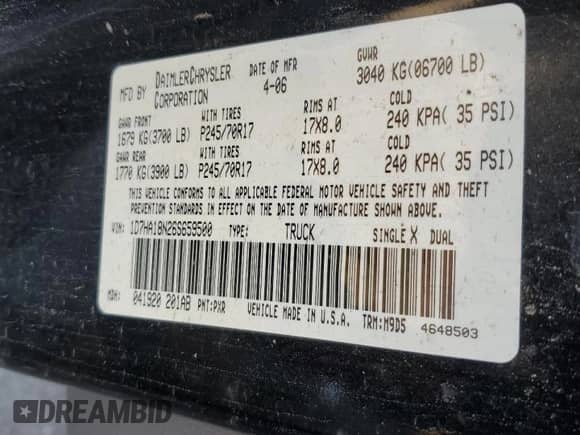 MFD BY DAIMLERCHRYSLER CORPORATION DATE OF MFR 4-06 GVWR 3040 KG(06700 LB)
GAWR FRONT WITH TIRES RIMS AT COLD
1679 KG(3700 LB) P245/70R17 17X8.0 240 KPA( 35 PSI)
GAWR REAR WITH TIRES RIMS AT COLD
1770 KG(3900 LB) P245/70R17 17X8.0 240 KPA( 35 PSI)
THIS VEHICLE CONFORMS TO ALL APPLICABLE FEDERAL MOTOR VEHICLE SAFETY AND THEFT
PREVENTION STANDARDS IN EFFECT ON THE DATE OF MANUFACTURE SHOWN ABOVE.
VIN: 1D7HA18N26S659500 TYPE: TRUCK SINGLE X DUAL
MDH: 041920 201AB PNT:PXR VEHICLE MADE IN U.S.A. TRM:M9D5 4648503
DREAMBID